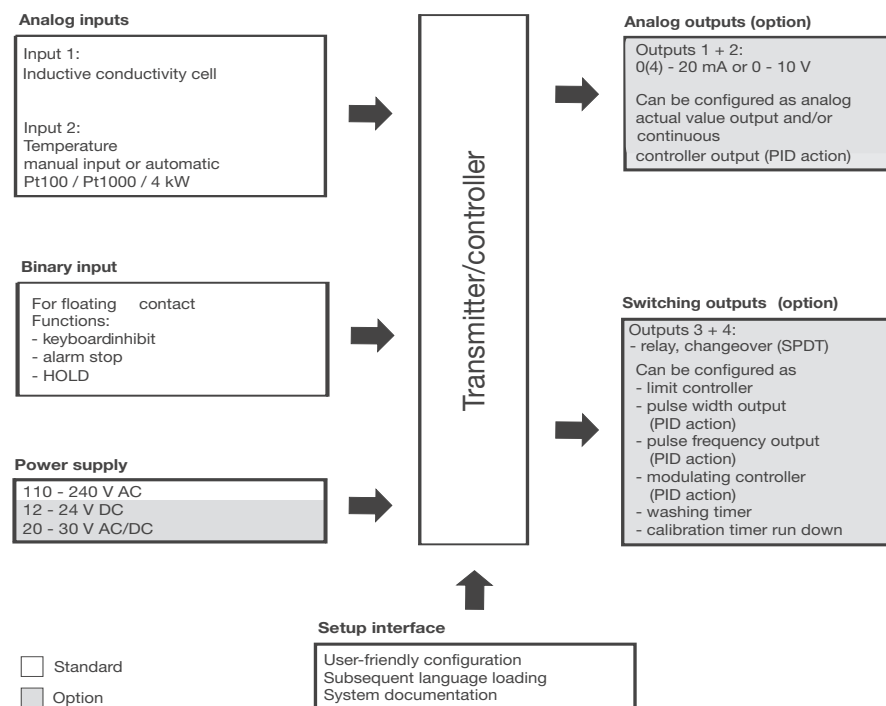 Analog inputs
Input 1:
Inductive conductivity cell
Input 2:
Temperature
manual input or automatic
Pt100 / Pt1000 / 4 kW
Binary input
For floating contact
Functions:
- keyboardinhibit
- alarm stop
- HOLD
Power supply
110 - 240 V AC
12 - 24 V DC
20 - 30 V AC/DC
Transmitter/controller
Analog outputs (option)
Outputs 1 + 2:
0(4) - 20 mA or 0 - 10 V
Can be configured as analog
actual value output and/or
continuous
controller output (PID action)
Switching outputs (option)
Outputs 3 + 4:
- relay, changeover (SPDT)
Can be configured as
- limit controller
- pulse width output
(PID action)
- pulse frequency output
(PID action)
- modulating controller
(PID action)
- washing timer
- calibration timer run down
Setup interface
User-friendly configuration
Subsequent language loading
System documentation
Standard
Option